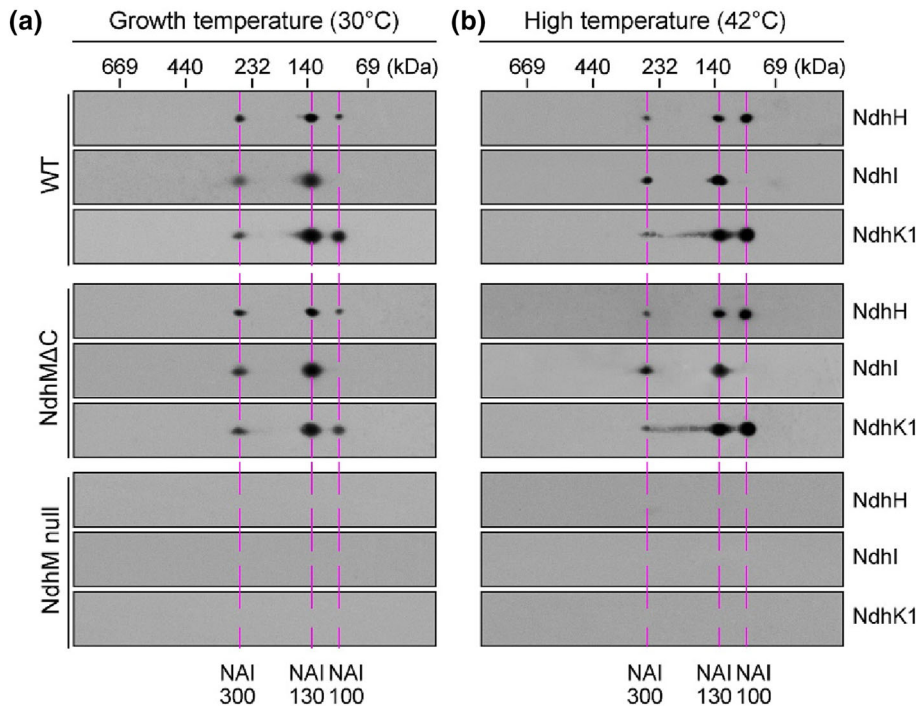 (a) Growth temperature (30°C)
(b) High temperature (42°C)
669 440 232 140 69 (kDa)
669 440 232 140 69 (kDa)
WT
NdhH
NdhI
NdhK1
NdhMΔC
NdhH
NdhI
NdhK1
NdhM null
NdhH
NdhI
NdhK1
NAI NAI NAI
300 130 100
NAI NAI NAI
300 130 100